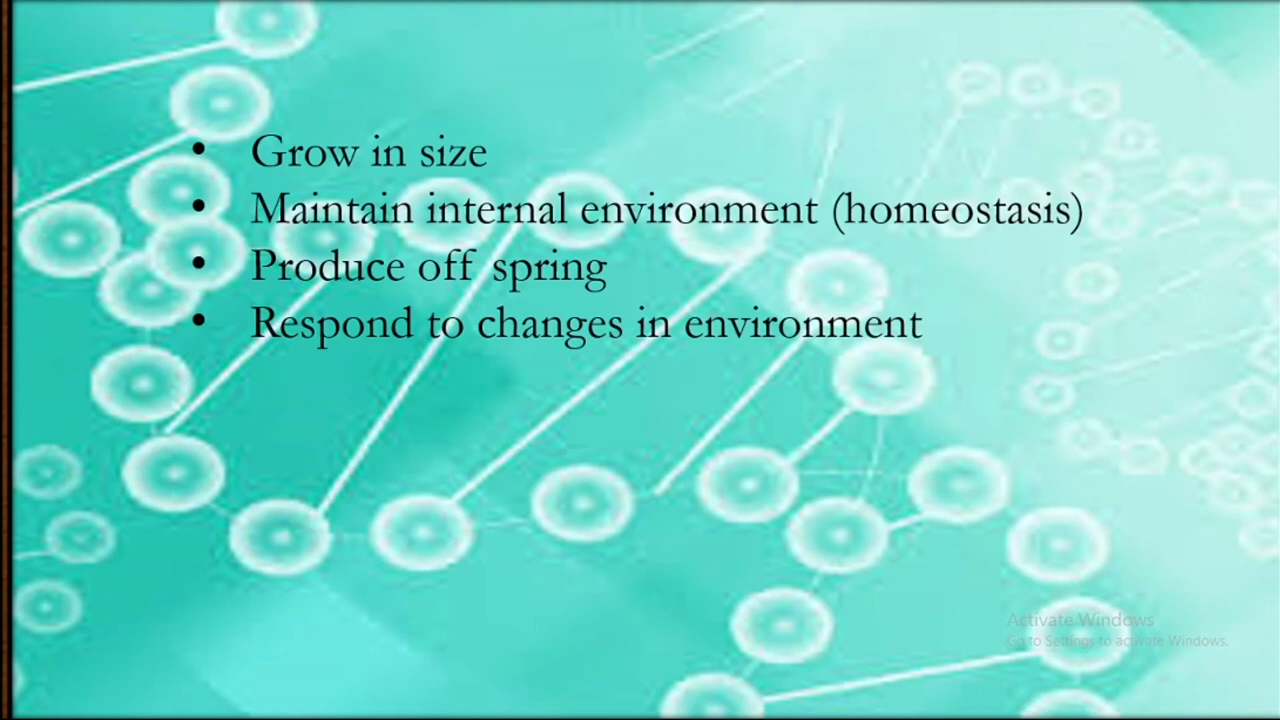 • Grow in size
• Maintain internal environment (homeostasis)
• Produce off spring
• Respond to changes in environment
Activate Windows
Go to Settings to activate Windows.